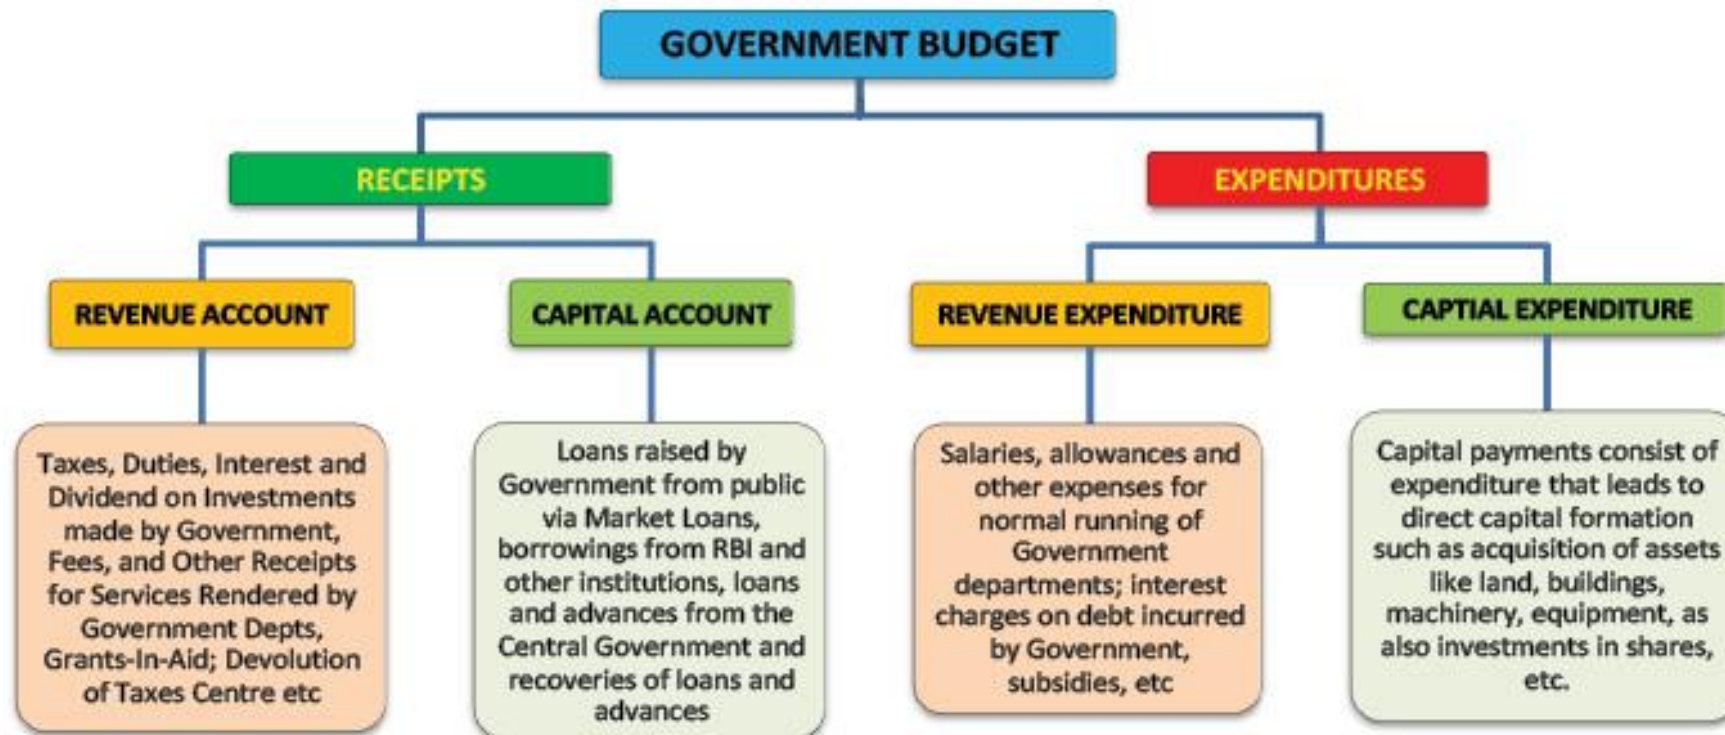 GOVERNMENT BUDGET
RECEIPTS
EXPENDITURES
REVENUE ACCOUNT
CAPITAL ACCOUNT
REVENUE EXPENDITURE
CAPTIAL EXPENDITURE
Taxes, Duties, Interest and
Dividend on Investments
made by Government,
Fees, and Other Receipts
for Services Rendered by
Government Depts,
Grants-In-Aid; Devolution
of Taxes Centre etc
Loans raised by
Government from public
via Market Loans,
borrowings from RBI and
other institutions, loans
and advances from the
Central Government and
recoveries of loans and
advances
Salaries, allowances and
other expenses for
normal running of
Government
departments; interest
charges on debt incurred
by Government,
subsidies, etc
Capital payments consist of
expenditure that leads to
direct capital formation
such as acquisition of assets
like land, buildings,
machinery, equipment, as
also investments in shares,
etc.